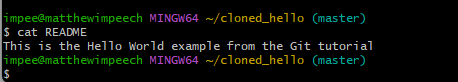 impee@matthewimpeech MINGW64 ~/cloned_hello (master)
$ cat README
This is the Hello World example from the Git tutorial
impee@matthewimpeech MINGW64 ~/cloned_hello (master)
$